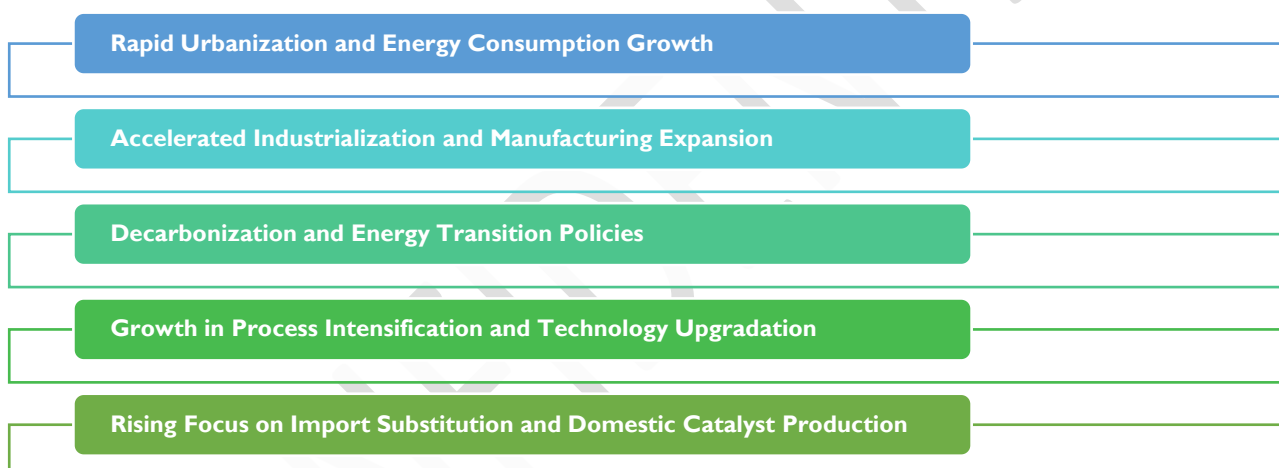 Rapid Urbanization and Energy Consumption Growth
Accelerated Industrialization and Manufacturing Expansion
Decarbonization and Energy Transition Policies
Growth in Process Intensification and Technology Upgradation
Rising Focus on Import Substitution and Domestic Catalyst Production